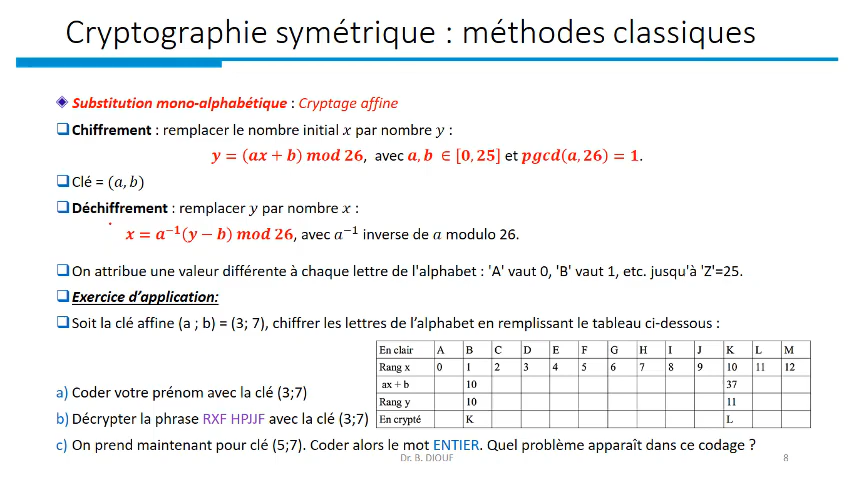 Cryptographie symétrique : méthodes classiques
Substitution mono-alphabétique : Cryptage affine
Chiffrement : remplacer le nombre initial x par nombre y :
y = (ax + b) mod 26, avec a, b ∈ [0, 25] et pgcd(a, 26) = 1.
Clé = (a, b)
Déchiffrement : remplacer y par nombre x :
x = a⁻¹(y − b) mod 26, avec a⁻¹ inverse de a modulo 26.
On attribue une valeur différente à chaque lettre de l'alphabet : 'A' vaut 0, 'B' vaut 1, etc. jusqu'à 'Z'=25.
Exercice d'application:
Soit la clé affine (a ; b) = (3; 7), chiffrer les lettres de l'alphabet en remplissant le tableau ci-dessous :
En clair A B C D E F G H I J K L M
Rang x 0 1 2 3 4 5 6 7 8 9 10 11 12
ax + b 10 37
Rang y 10 11
En crypté K L
a) Coder votre prénom avec la clé (3;7)
b) Décrypter la phrase RXF HPJJF avec la clé (3;7)
c) On prend maintenant pour clé (5;7). Coder alors le mot ENTIER. Quel problème apparaît dans ce codage ?
Dr. B. DIOUF 8